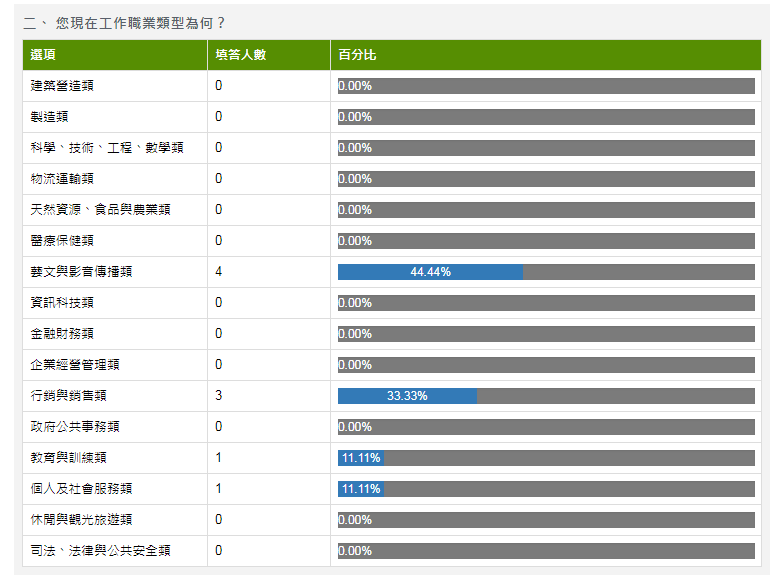 二、 您現在工作職業類型為何？
選項 填答人數 百分比
建築營造類 0 0.00%
製造類 0 0.00%
科學、技術、工程、數學類 0 0.00%
物流運輸類 0 0.00%
天然資源、食品與農業類 0 0.00%
醫療保健類 0 0.00%
藝文與影音傳播類 4 44.44%
資訊科技類 0 0.00%
金融財務類 0 0.00%
企業經營管理類 0 0.00%
行銷與銷售類 3 33.33%
政府公共事務類 0 0.00%
教育與訓練類 1 11.11%
個人及社會服務類 1 11.11%
休閒與觀光旅遊類 0 0.00%
司法、法律與公共安全類 0 0.00%